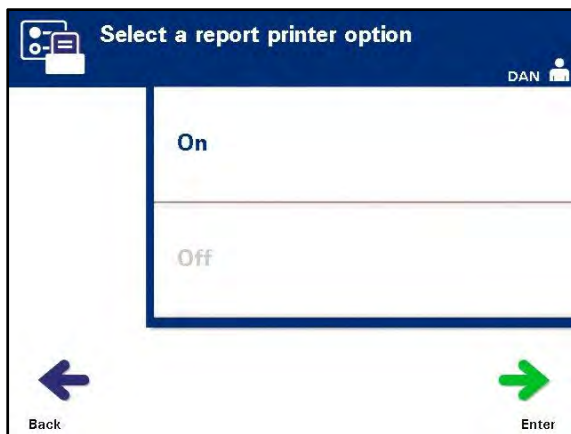 Select a report printer option
DAN
On
Off
Back
Enter